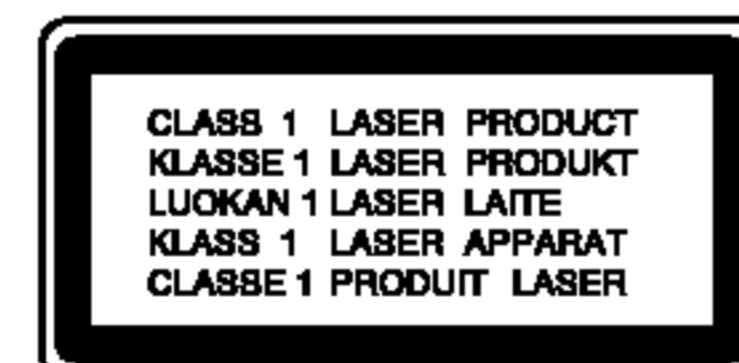 CLASS 1 LASER PRODUCT
KLASSE 1 LASER PRODUKT
LUOKAN 1 LASER LAITE
KLASS 1 LASER APPARAT
CLASSE 1 PRODUIT LASER